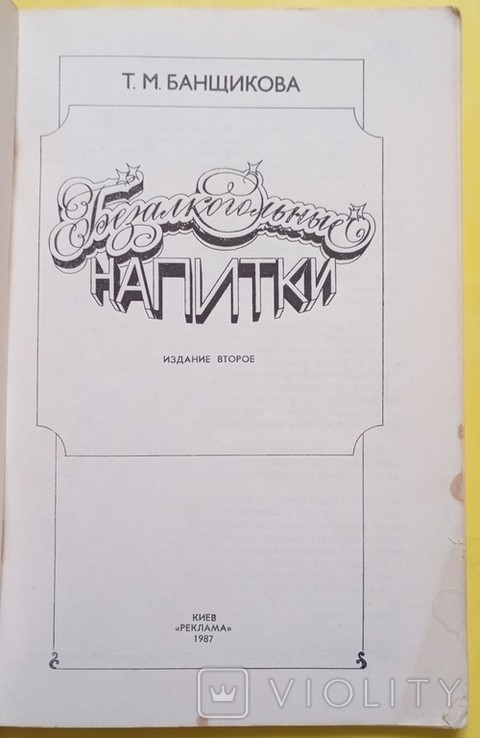 Т. М. БАНЩИКОВА
Безалкогольные
НАПИТКИ
ИЗДАНИЕ ВТОРОЕ
КИЕВ
«РЕКЛАМА»
1987
VIOLITY